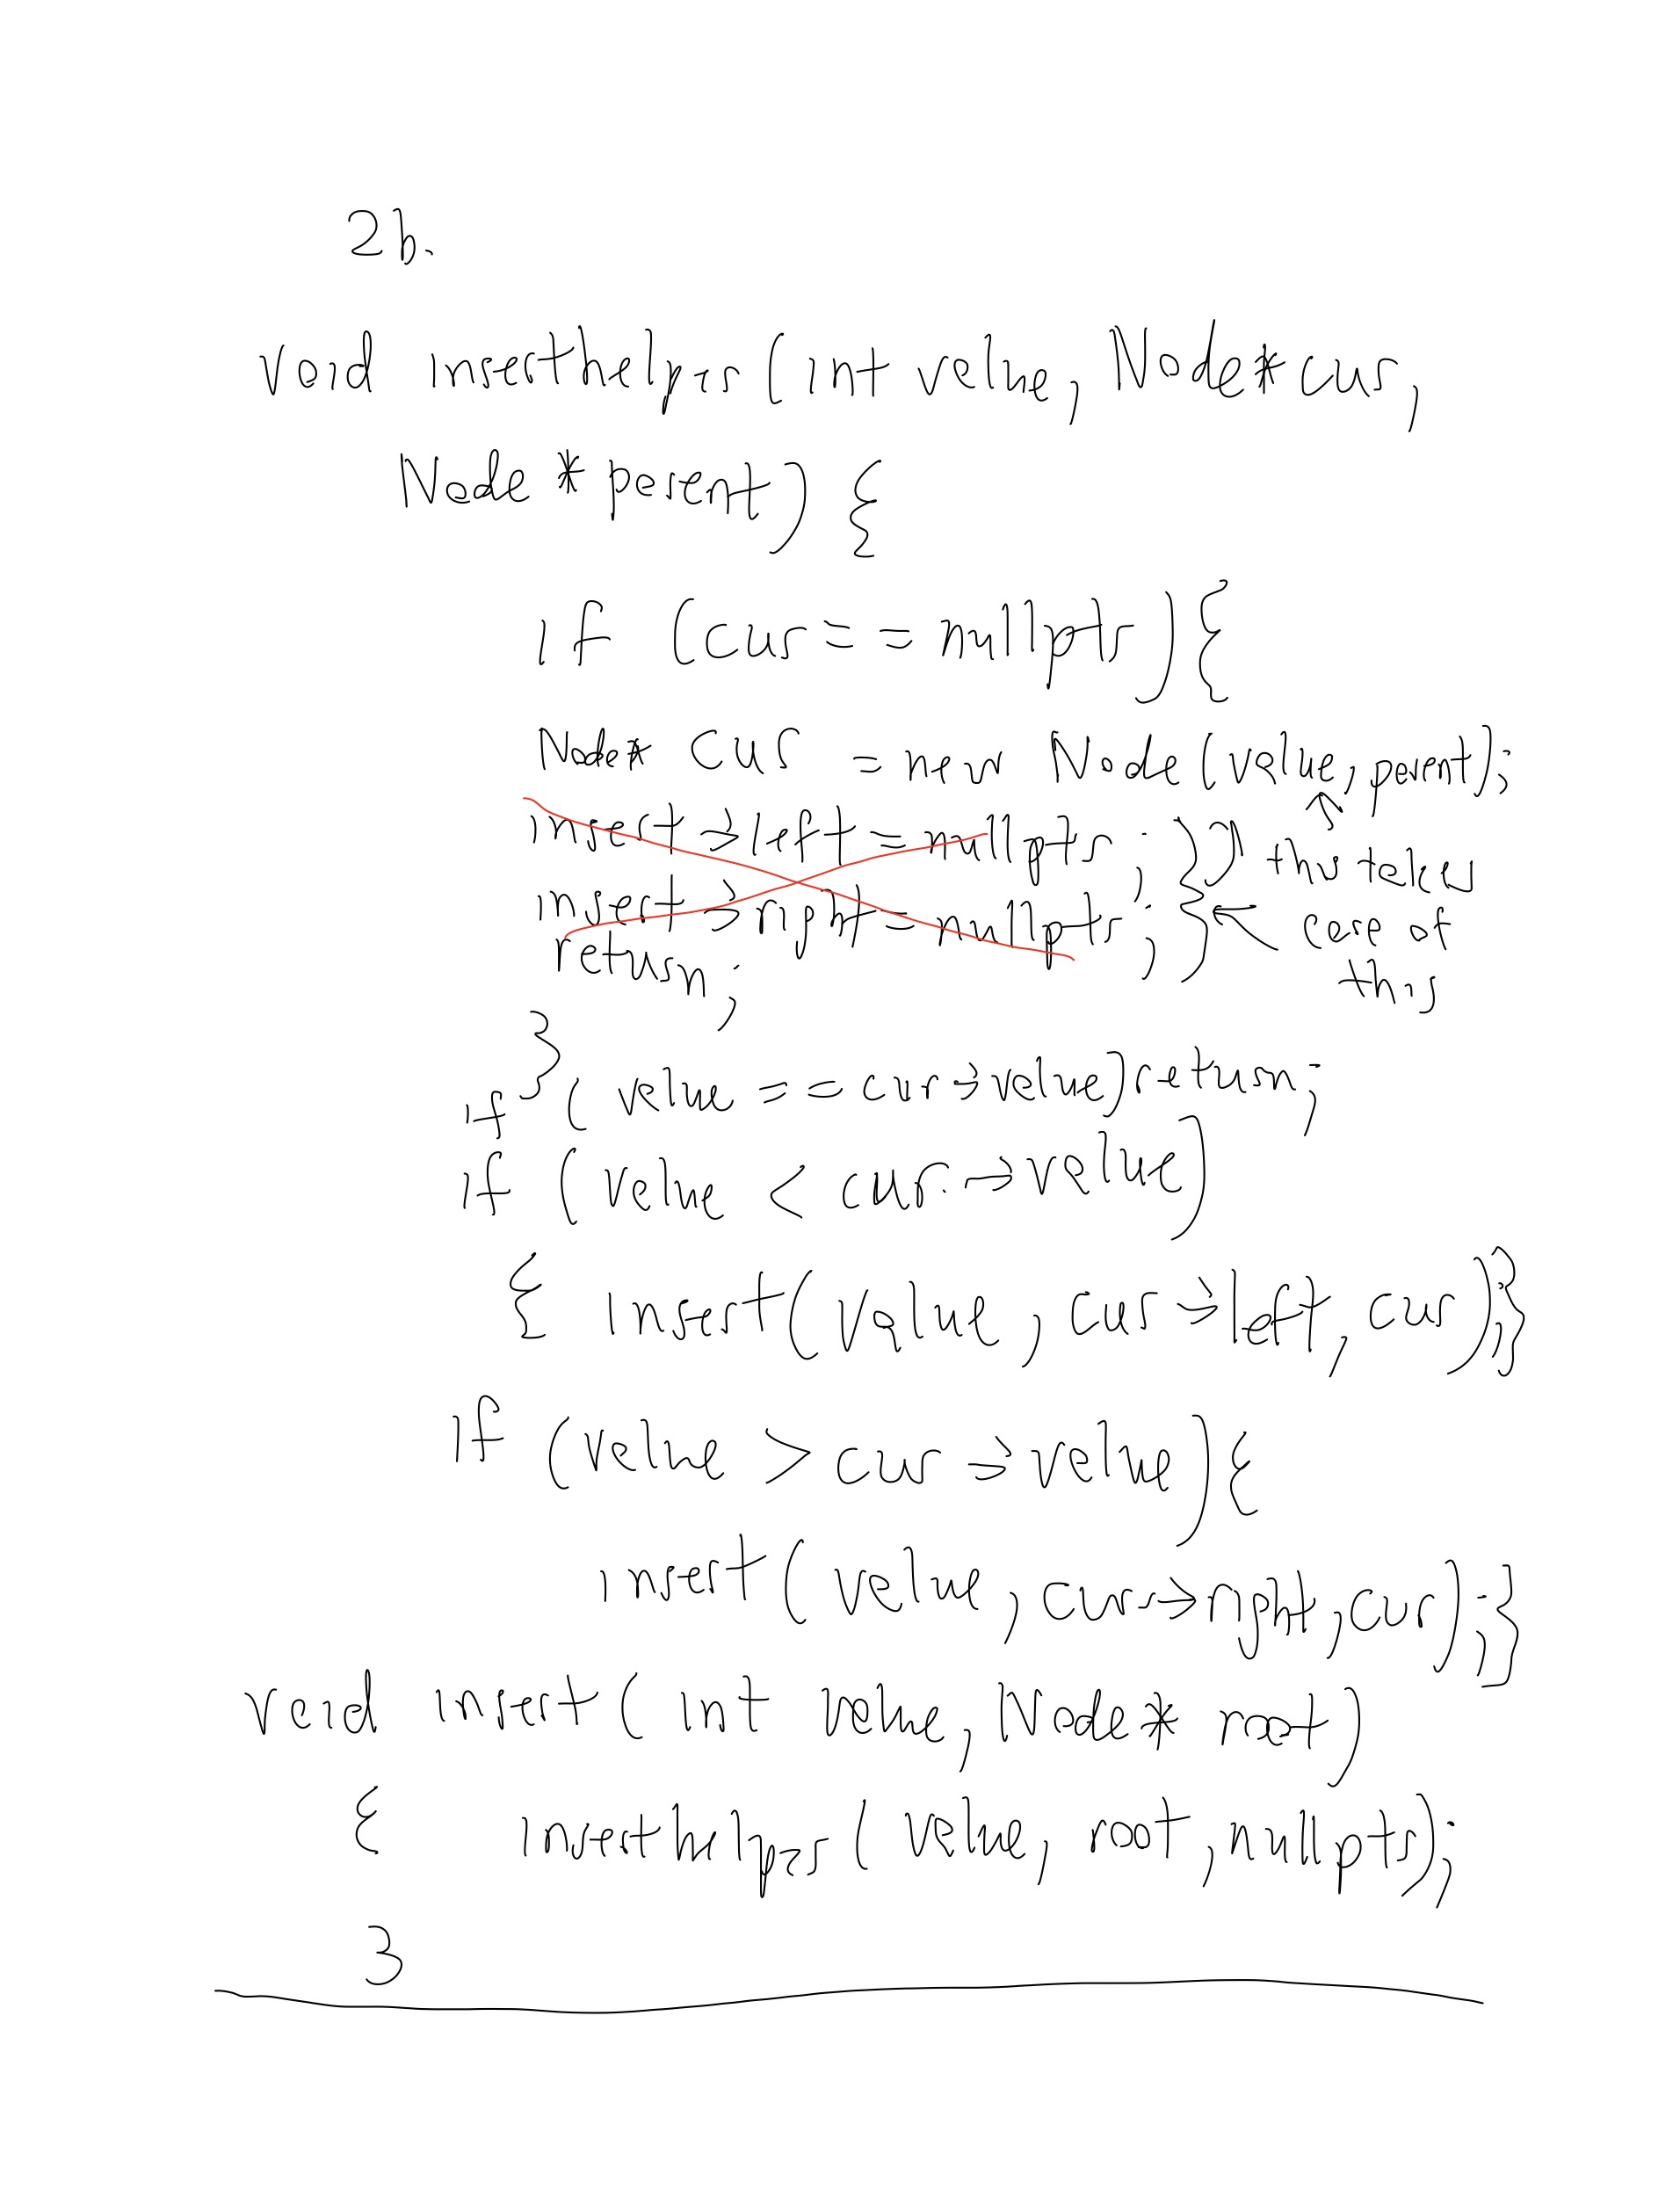 2b.
void inserthelper (int value, Node* cur,
Node * parent) {
if (cur == nullptr) {
Node* cur = new Node (value, parent);
insert→left = nullptr;
this takes
insert→right = nullptr;
care of
return;
this
}
if (value == cur→value) return;
if (value < cur→value)
{ insert(value, cur→left, cur);}
if (value > cur→value) {
insert(value, cur→right, cur);}
void insert (int value, Node* root)
{ inserthelper (value, root, nullptr);
}